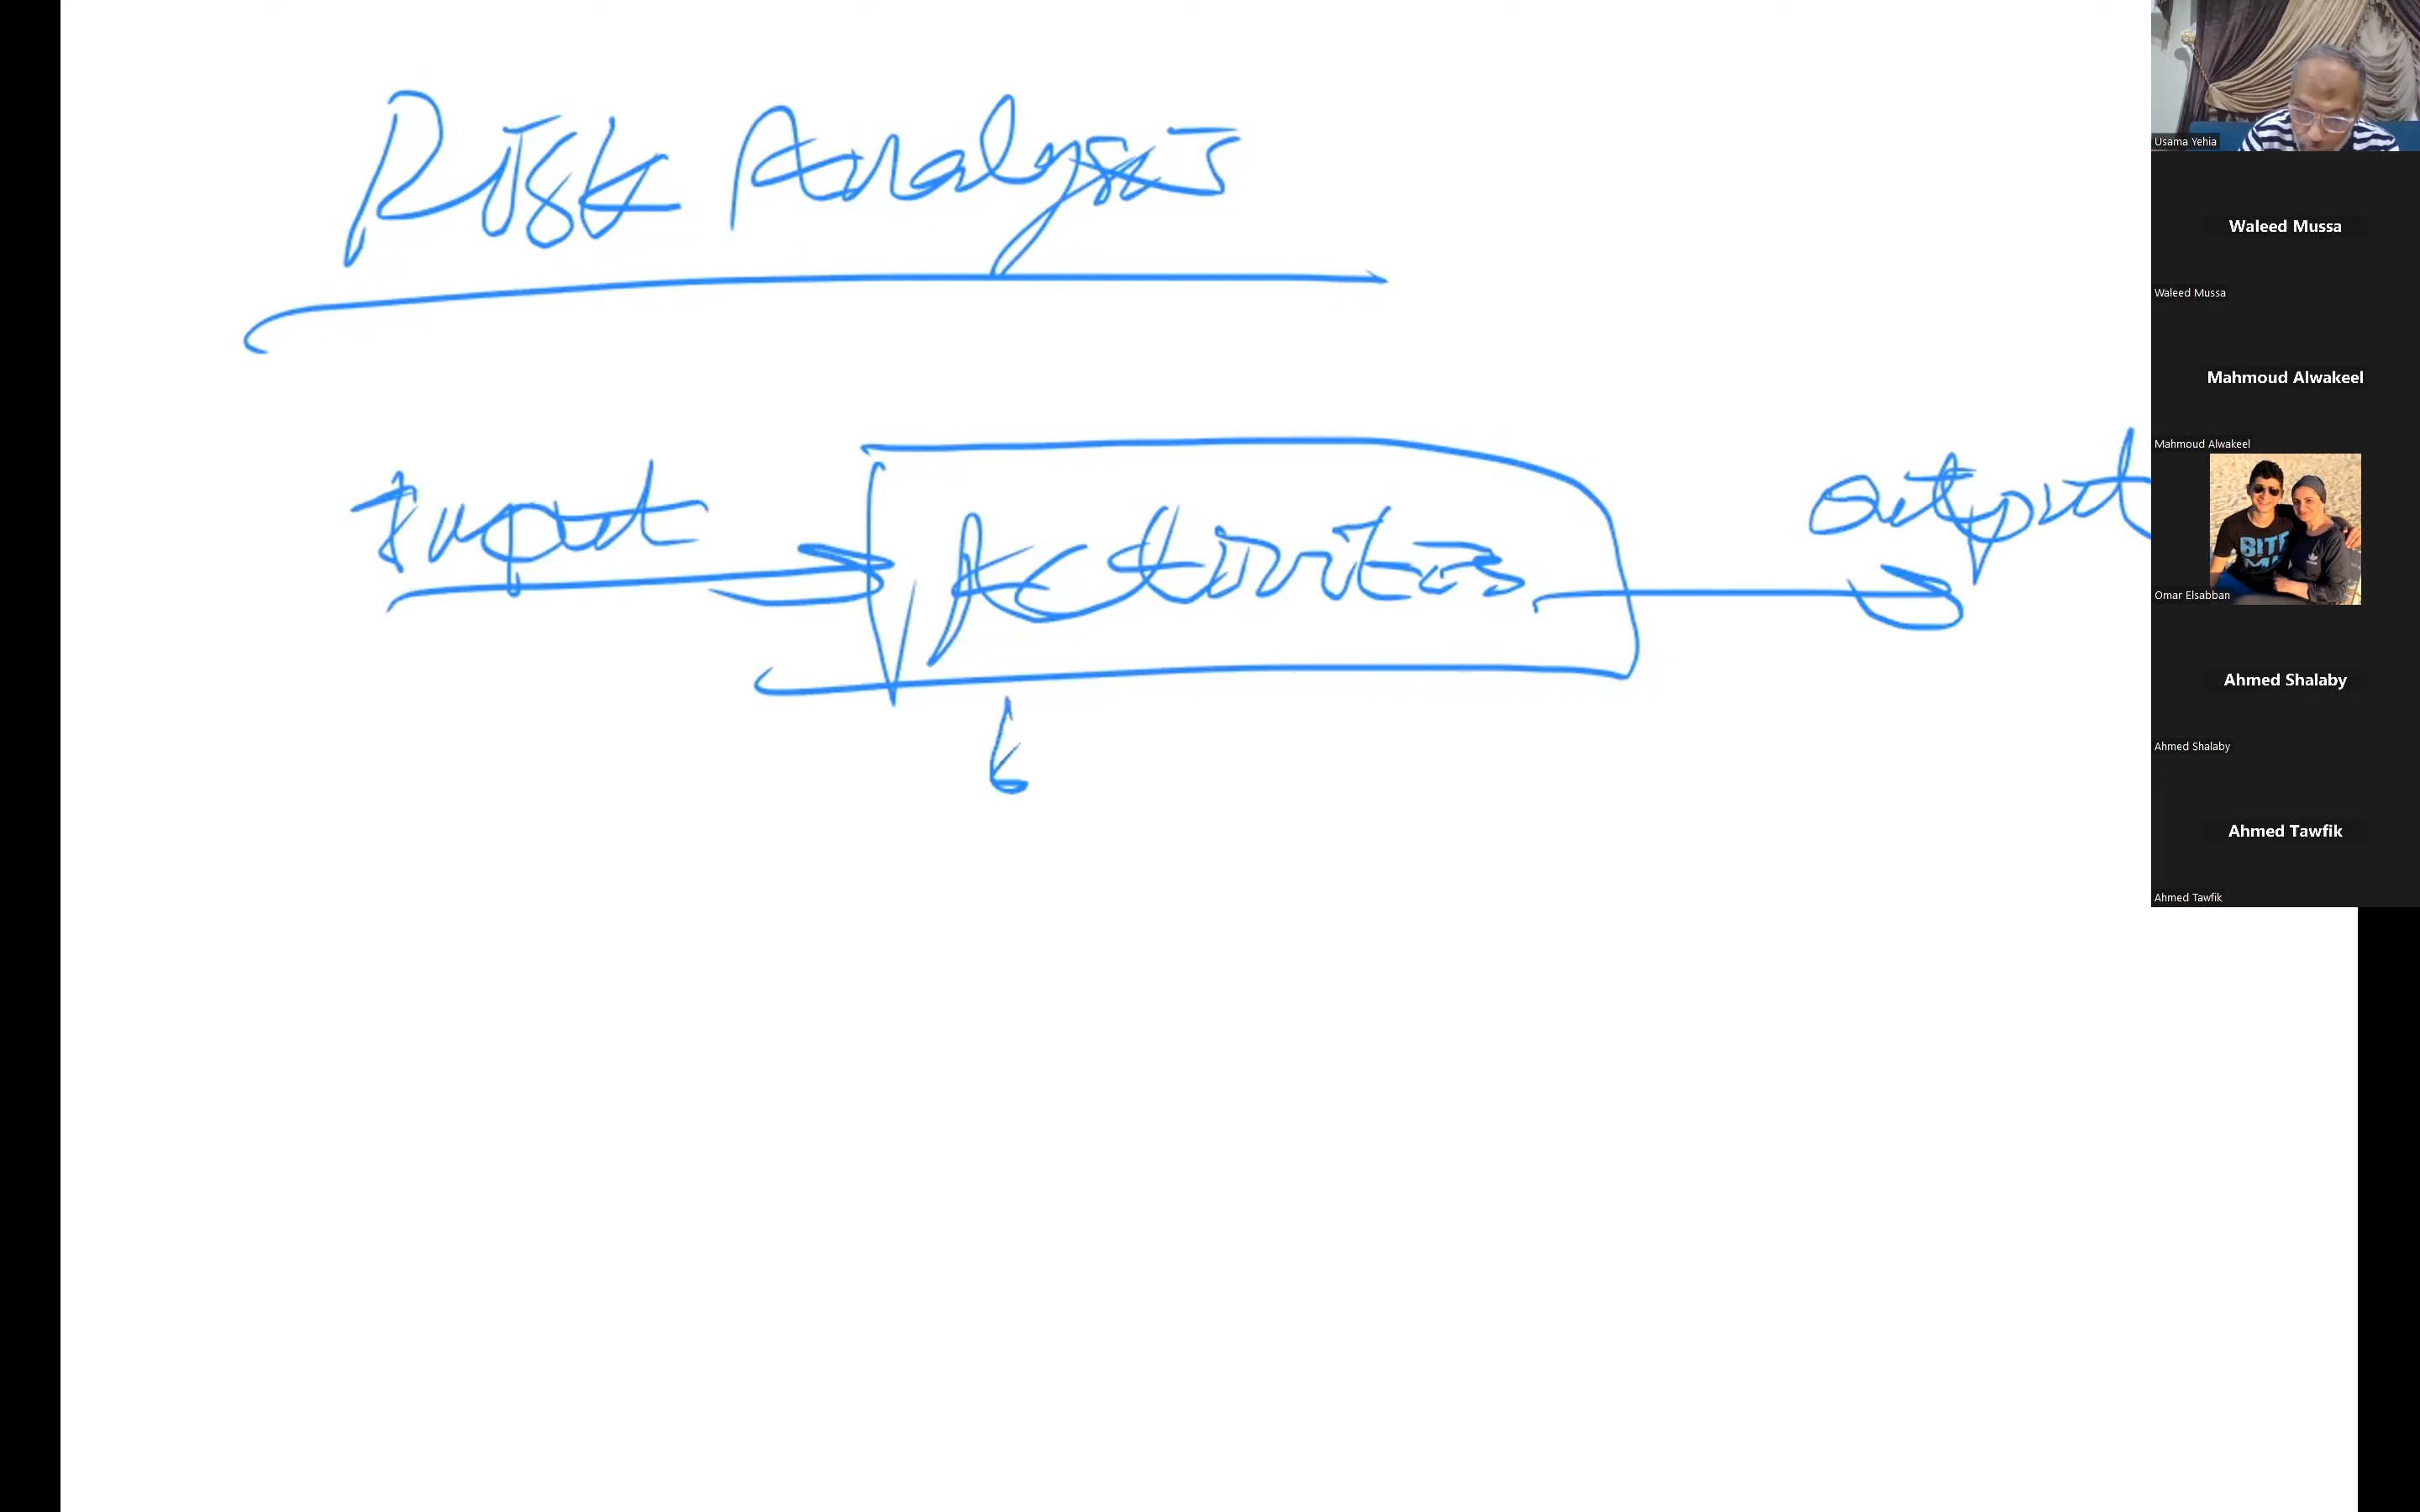 Risk Analysis
Input
Activities
output
Usama Yehia
Waleed Mussa
Waleed Mussa
Mahmoud Alwakeel
Mahmoud Alwakeel
BITE
Omar Elsabban
Ahmed Shalaby
Ahmed Shalaby
Ahmed Tawfik
Ahmed Tawfik